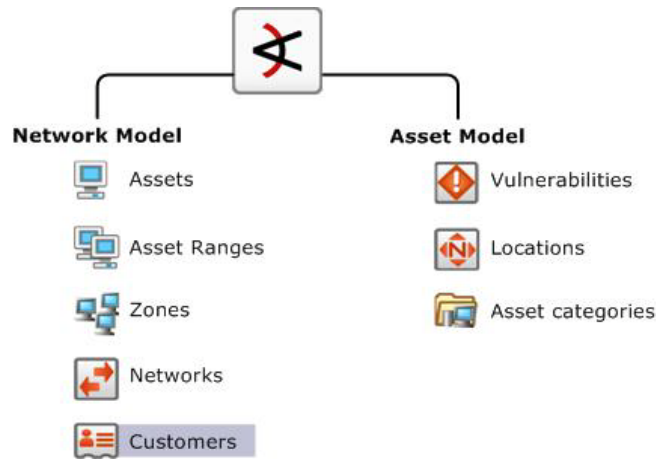 Network Model
Assets
Asset Ranges
Zones
Networks
Customers
Asset Model
Vulnerabilities
Locations
Asset categories